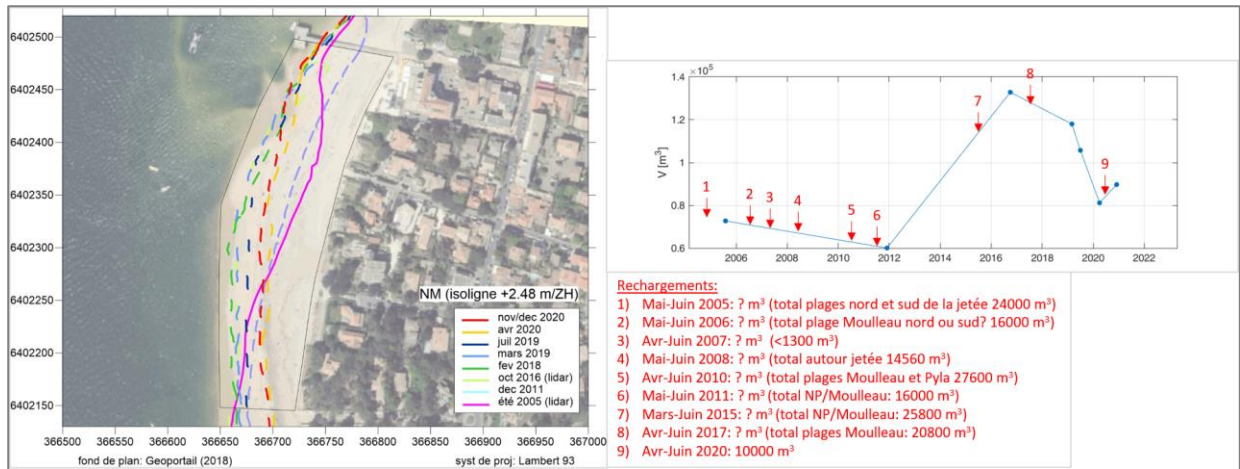 6402500
6402450
6402400
6402350
6402300
6402250
6402200
6402150
NM (isoligne +2.48 m/ZH)
nov/dec 2020
avr 2020
juil 2019
mars 2019
fev 2018
oct 2016 (lidar)
dec 2011
été 2005 (lidar)
366500 366550 366600 366650 366700 366750 366800 366850 366900 366950 367000
fond de plan: Geoportail (2018) syst de proj: Lambert 93
×10⁵
1.4
1.2
1
0.8
0.6
V [m³]
1 2 3 4 5 6 7 8 9
2006 2008 2010 2012 2014 2016 2018 2020 2022
Rechargements:
1) Mai-Juin 2005: ? m³ (total plages nord et sud de la jetée 24000 m³)
2) Mai-Juin 2006: ? m³ (total plage Moulleau nord ou sud? 16000 m³)
3) Avr-Juin 2007: ? m³ (<1300 m³)
4) Mai-Juin 2008: ? m³ (total autour jetée 14560 m³)
5) Avr-Juin 2010: ? m³ (total plages Moulleau et Pyla 27600 m³)
6) Mai-Juin 2011: ? m³ (total NP/Moulleau: 16000 m³)
7) Mars-Juin 2015: ? m³ (total NP/Moulleau: 25800 m³)
8) Avr-Juin 2017: ? m³ (total plages Moulleau: 20800 m³)
9) Avr-Juin 2020: 10000 m³